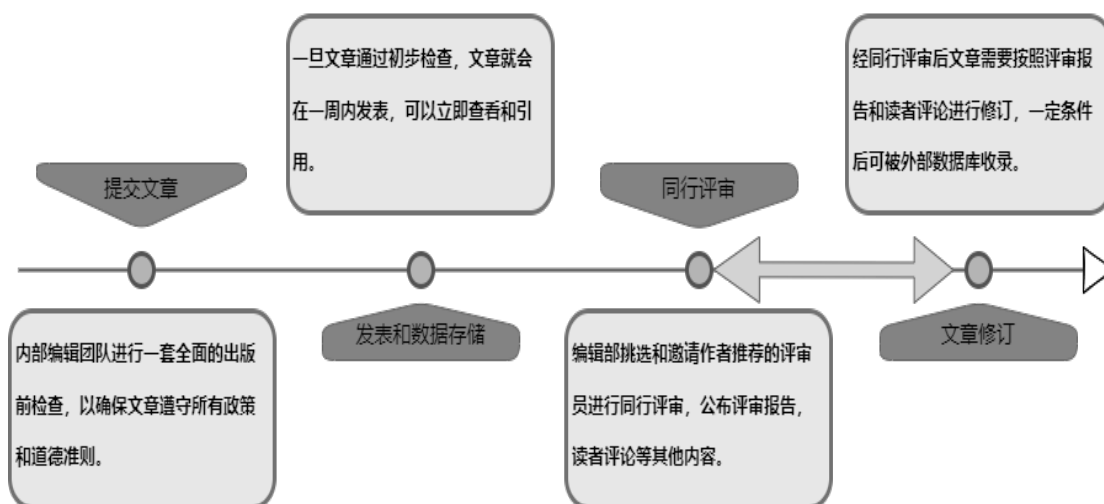 提交文章
内部编辑团队进行一套全面的出版
前检查，以确保文章遵守所有政策
和道德准则。
一旦文章通过初步检查，文章就会
在一周内发表，可以立即查看和引
用。
发表和数据存储
同行评审
编辑部挑选和邀请作者推荐的评审
员进行同行评审，公布评审报告，
读者评论等其他内容。
经同行评审后文章需要按照评审报
告和读者评论进行修订，一定条件
后可被外部数据库收录。
文章修订